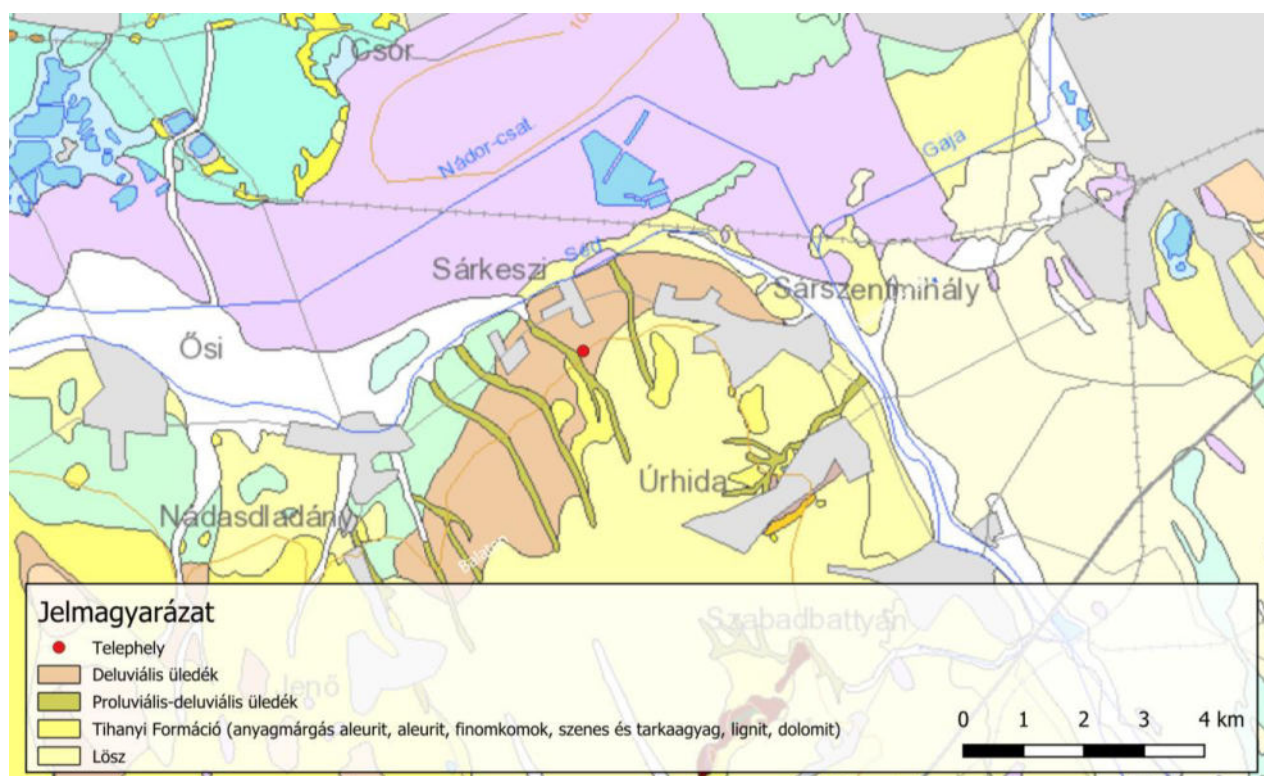 Csór
Nádor-csat
Gaja
Séd
Sárkeszi
Sárszentmihály
Ősi
Úrhida
Nádasdladány
Szabadbattyán
Jenő
Jelmagyarázat
Telephely
Deluviális üledék
Proluviális-deluviális üledék
Tihanyi Formáció (anyagmárgás aleurit, aleurit, finomkomok, szenes és tarkaagyag, lignit, dolomit)
Lösz
0 1 2 3 4 km